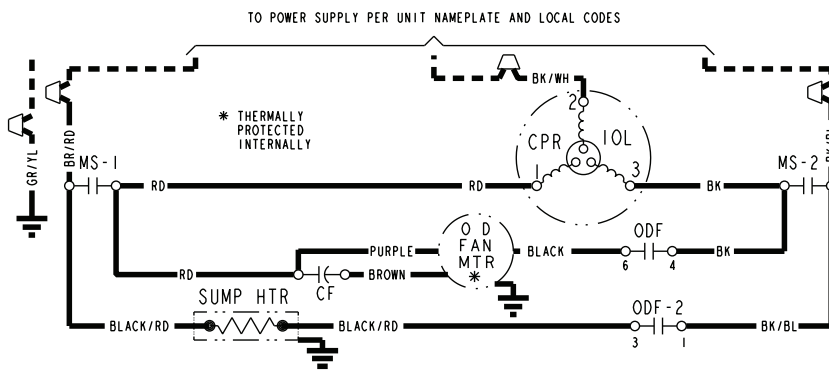 TO POWER SUPPLY PER UNIT NAMEPLATE AND LOCAL CODES
BK/WH
* THERMALLY
PROTECTED
INTERNALLY
GR/YL
BR/RD
2
CPR IOL
1 3
MS-1
MS-2
RD
RD
BK
O D
FAN
MTR
*
PURPLE
BLACK
ODF
6 4
BK
RD
CF
BROWN
SUMP HTR
BLACK/RD
BLACK/RD
ODF-2
3 1
BK/BL